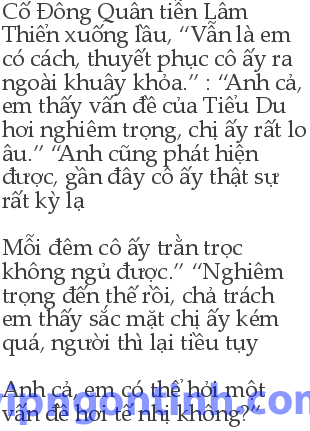 Cố Đông Quân tiễn Lâm
Thiển xuống lầu, “Vẫn là em
có cách, thuyết phục cô ấy ra
ngoài khuây khỏa.” : “Anh cả,
em thấy vấn đề của Tiểu Du
hơi nghiêm trọng, chị ấy rất lo
âu.” “Anh cũng phát hiện
được, gần đây cô ấy thật sự
rất kỳ lạ
Mỗi đêm cô ấy trằn trọc
không ngủ được.” “Nghiêm
trọng đến thế rồi, chả trách
em thấy sắc mặt chị ấy kém
quá, người thì lại tiều tụy
Anh cả, em có thể hỏi một
vấn đề hơi tế nhị không?”
vipngontinh.com